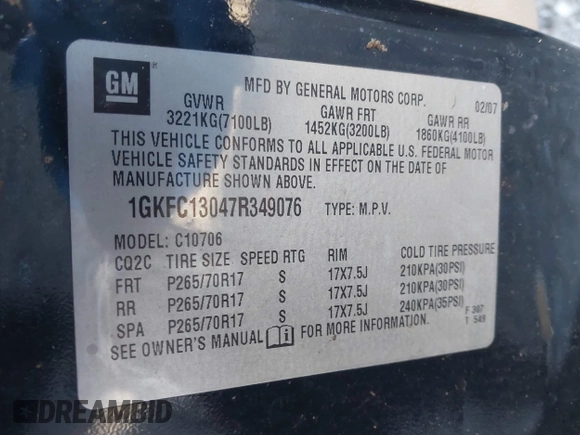 GM
MFD BY GENERAL MOTORS CORP.
02/07
GVWR GAWR FRT GAWR RR
3221KG(7100LB) 1452KG(3200LB) 1860KG(4100LB)
THIS VEHICLE CONFORMS TO ALL APPLICABLE U.S. FEDERAL MOTOR
VEHICLE SAFETY STANDARDS IN EFFECT ON THE DATE OF
MANUFACTURE SHOWN ABOVE.
1GKFC13047R349076 TYPE: M.P.V.
MODEL: C10706
CQ2C TIRE SIZE SPEED RTG RIM COLD TIRE PRESSURE
FRT P265/70R17 S 17X7.5J 210KPA(30PSI)
RR P265/70R17 S 17X7.5J 210KPA(30PSI)
SPA P265/70R17 S 17X7.5J 240KPA(35PSI)
SEE OWNER'S MANUAL i FOR MORE INFORMATION.
F 397
T 549
DREAMBID